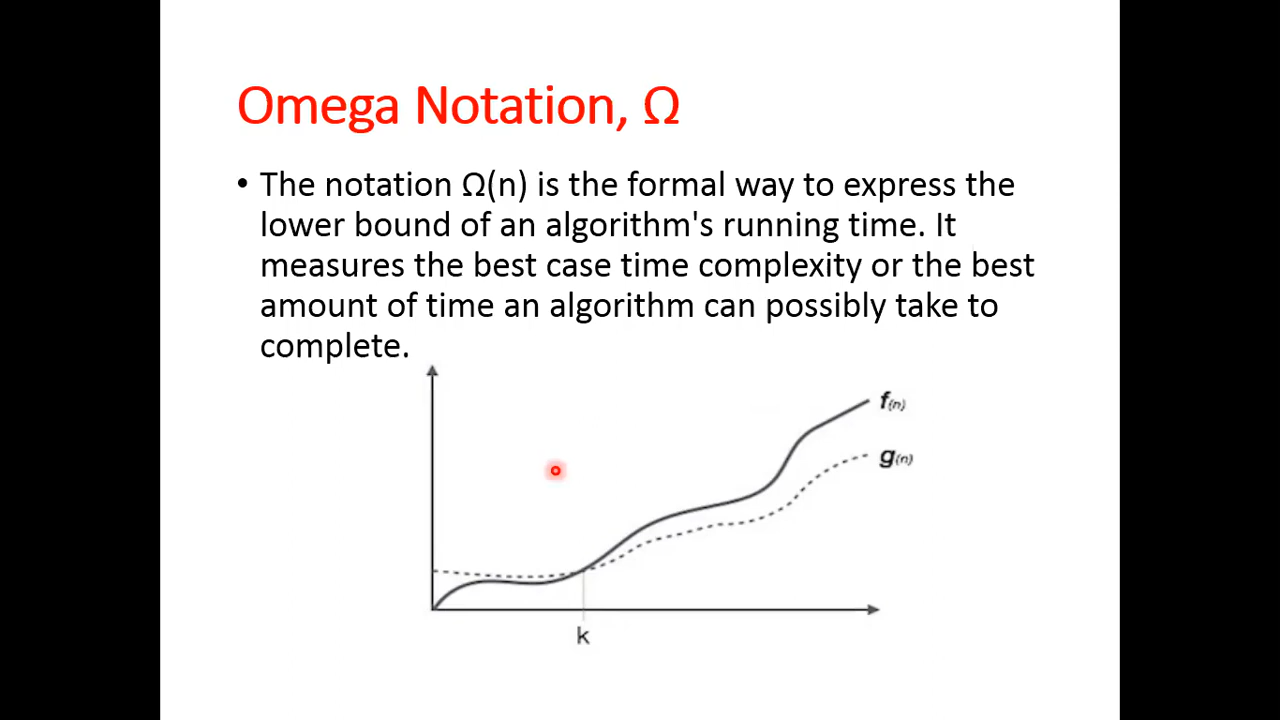 Omega Notation, Ω
• The notation Ω(n) is the formal way to express the
lower bound of an algorithm's running time. It
measures the best case time complexity or the best
amount of time an algorithm can possibly take to
complete.
f(n)
g(n)
k